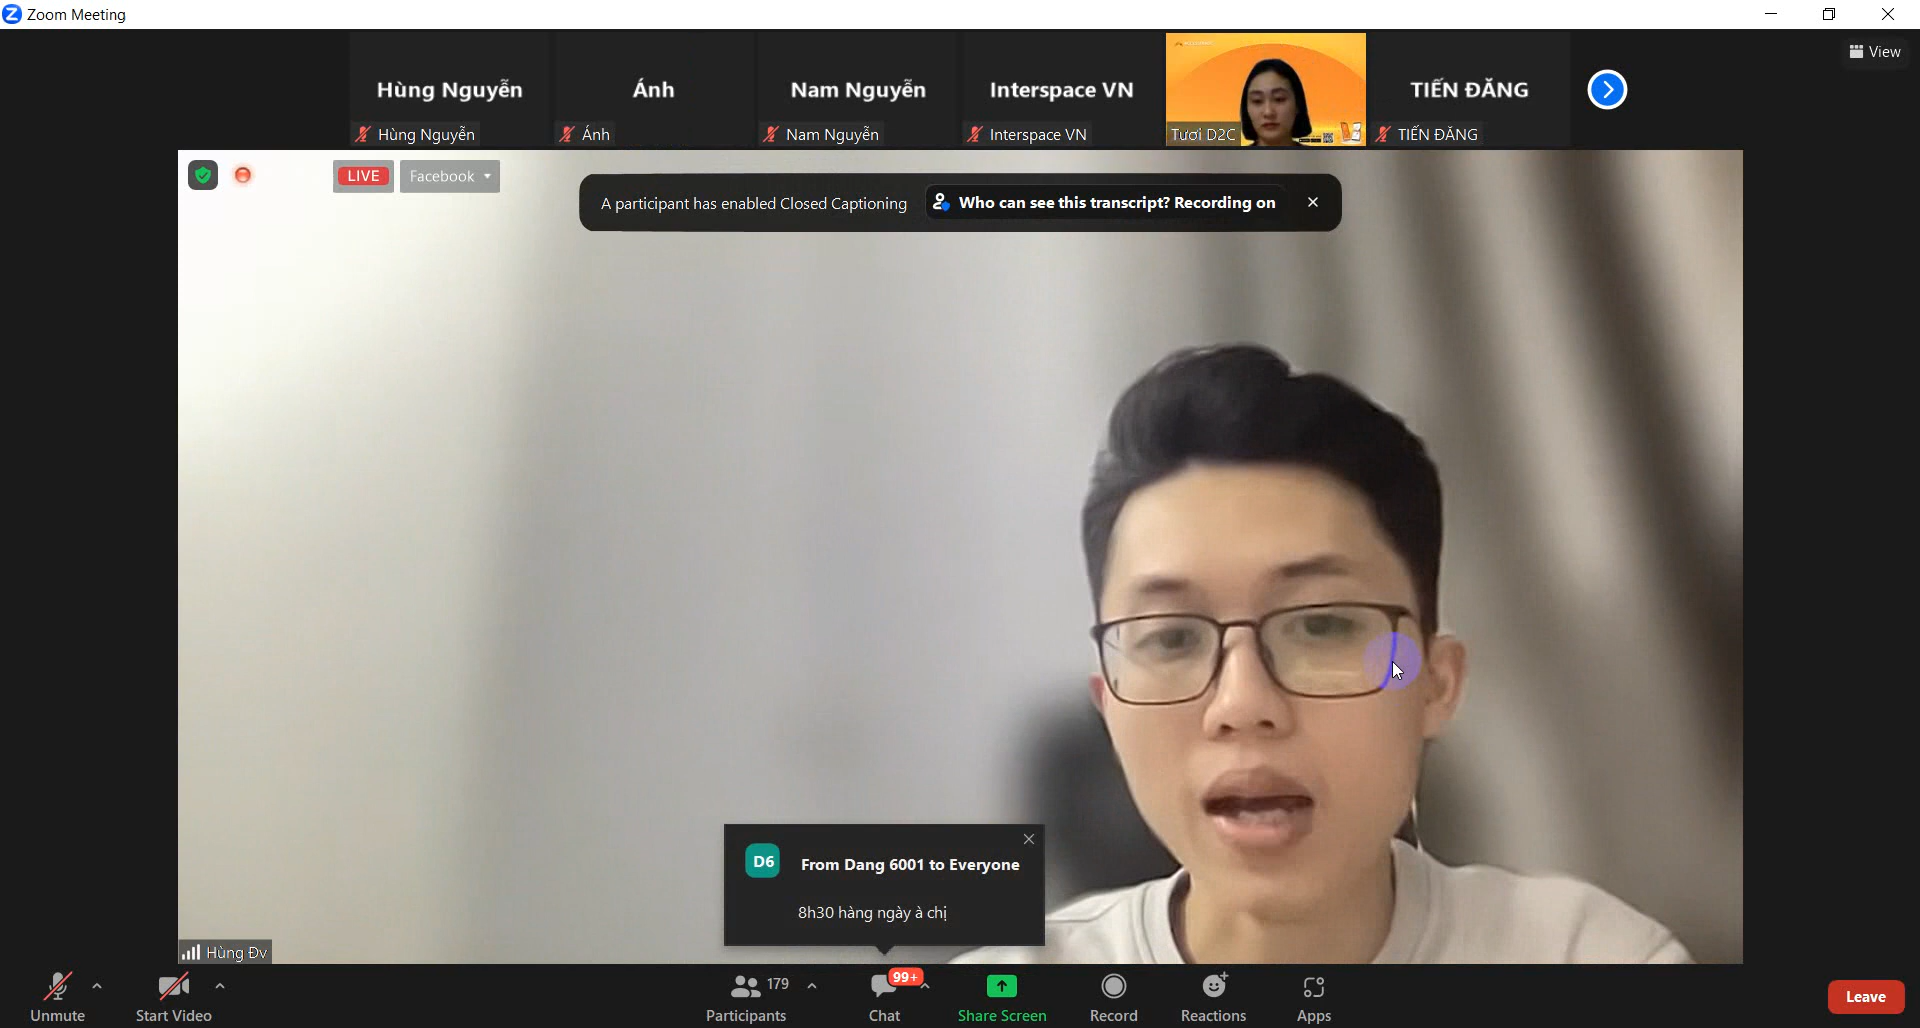 Zoom Meeting
View
Hùng Nguyễn
Ánh
Nam Nguyễn
Interspace VN
TIẾN ĐĂNG
Hùng Nguyễn
Ánh
Nam Nguyễn
Interspace VN
Tươi D2C
TIẾN ĐĂNG
LIVE
Facebook
A participant has enabled Closed Captioning
Who can see this transcript? Recording on
D6
From Dang 6001 to Everyone
8h30 hàng ngày à chị
Hùng Đv
Unmute
Start Video
179
Participants
99+
Chat
Share Screen
Record
Reactions
Apps
Leave